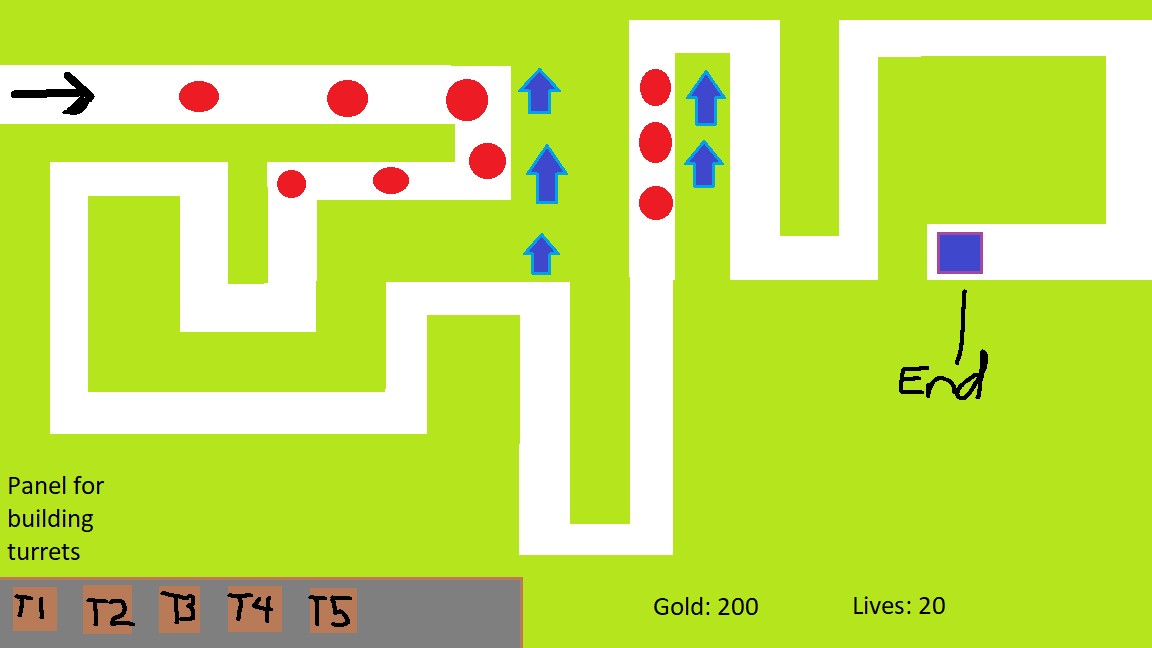 End
Panel for
building
turrets
T1 T2 T3 T4 T5
Gold: 200 Lives: 20